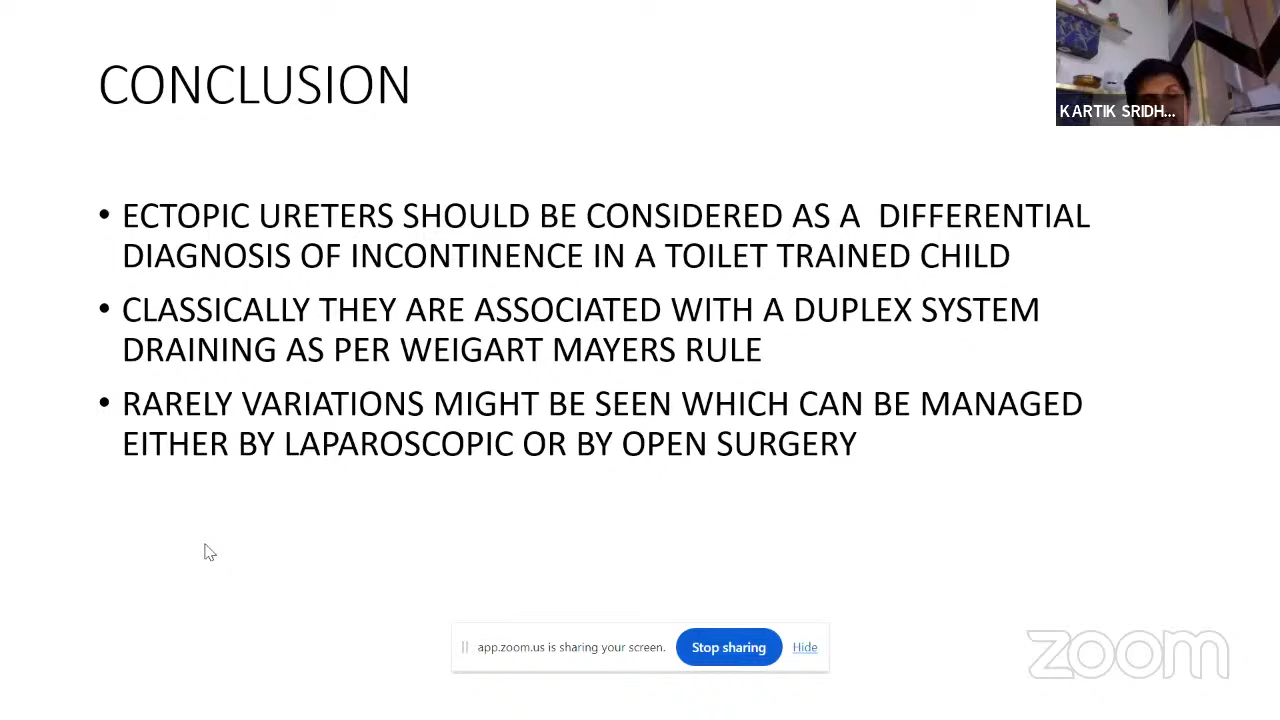 CONCLUSION
KARTIK SRIDH...
• ECTOPIC URETERS SHOULD BE CONSIDERED AS A DIFFERENTIAL
DIAGNOSIS OF INCONTINENCE IN A TOILET TRAINED CHILD
• CLASSICALLY THEY ARE ASSOCIATED WITH A DUPLEX SYSTEM
DRAINING AS PER WEIGART MAYERS RULE
• RARELY VARIATIONS MIGHT BE SEEN WHICH CAN BE MANAGED
EITHER BY LAPAROSCOPIC OR BY OPEN SURGERY
app.zoom.us is sharing your screen. Stop sharing Hide
zoom